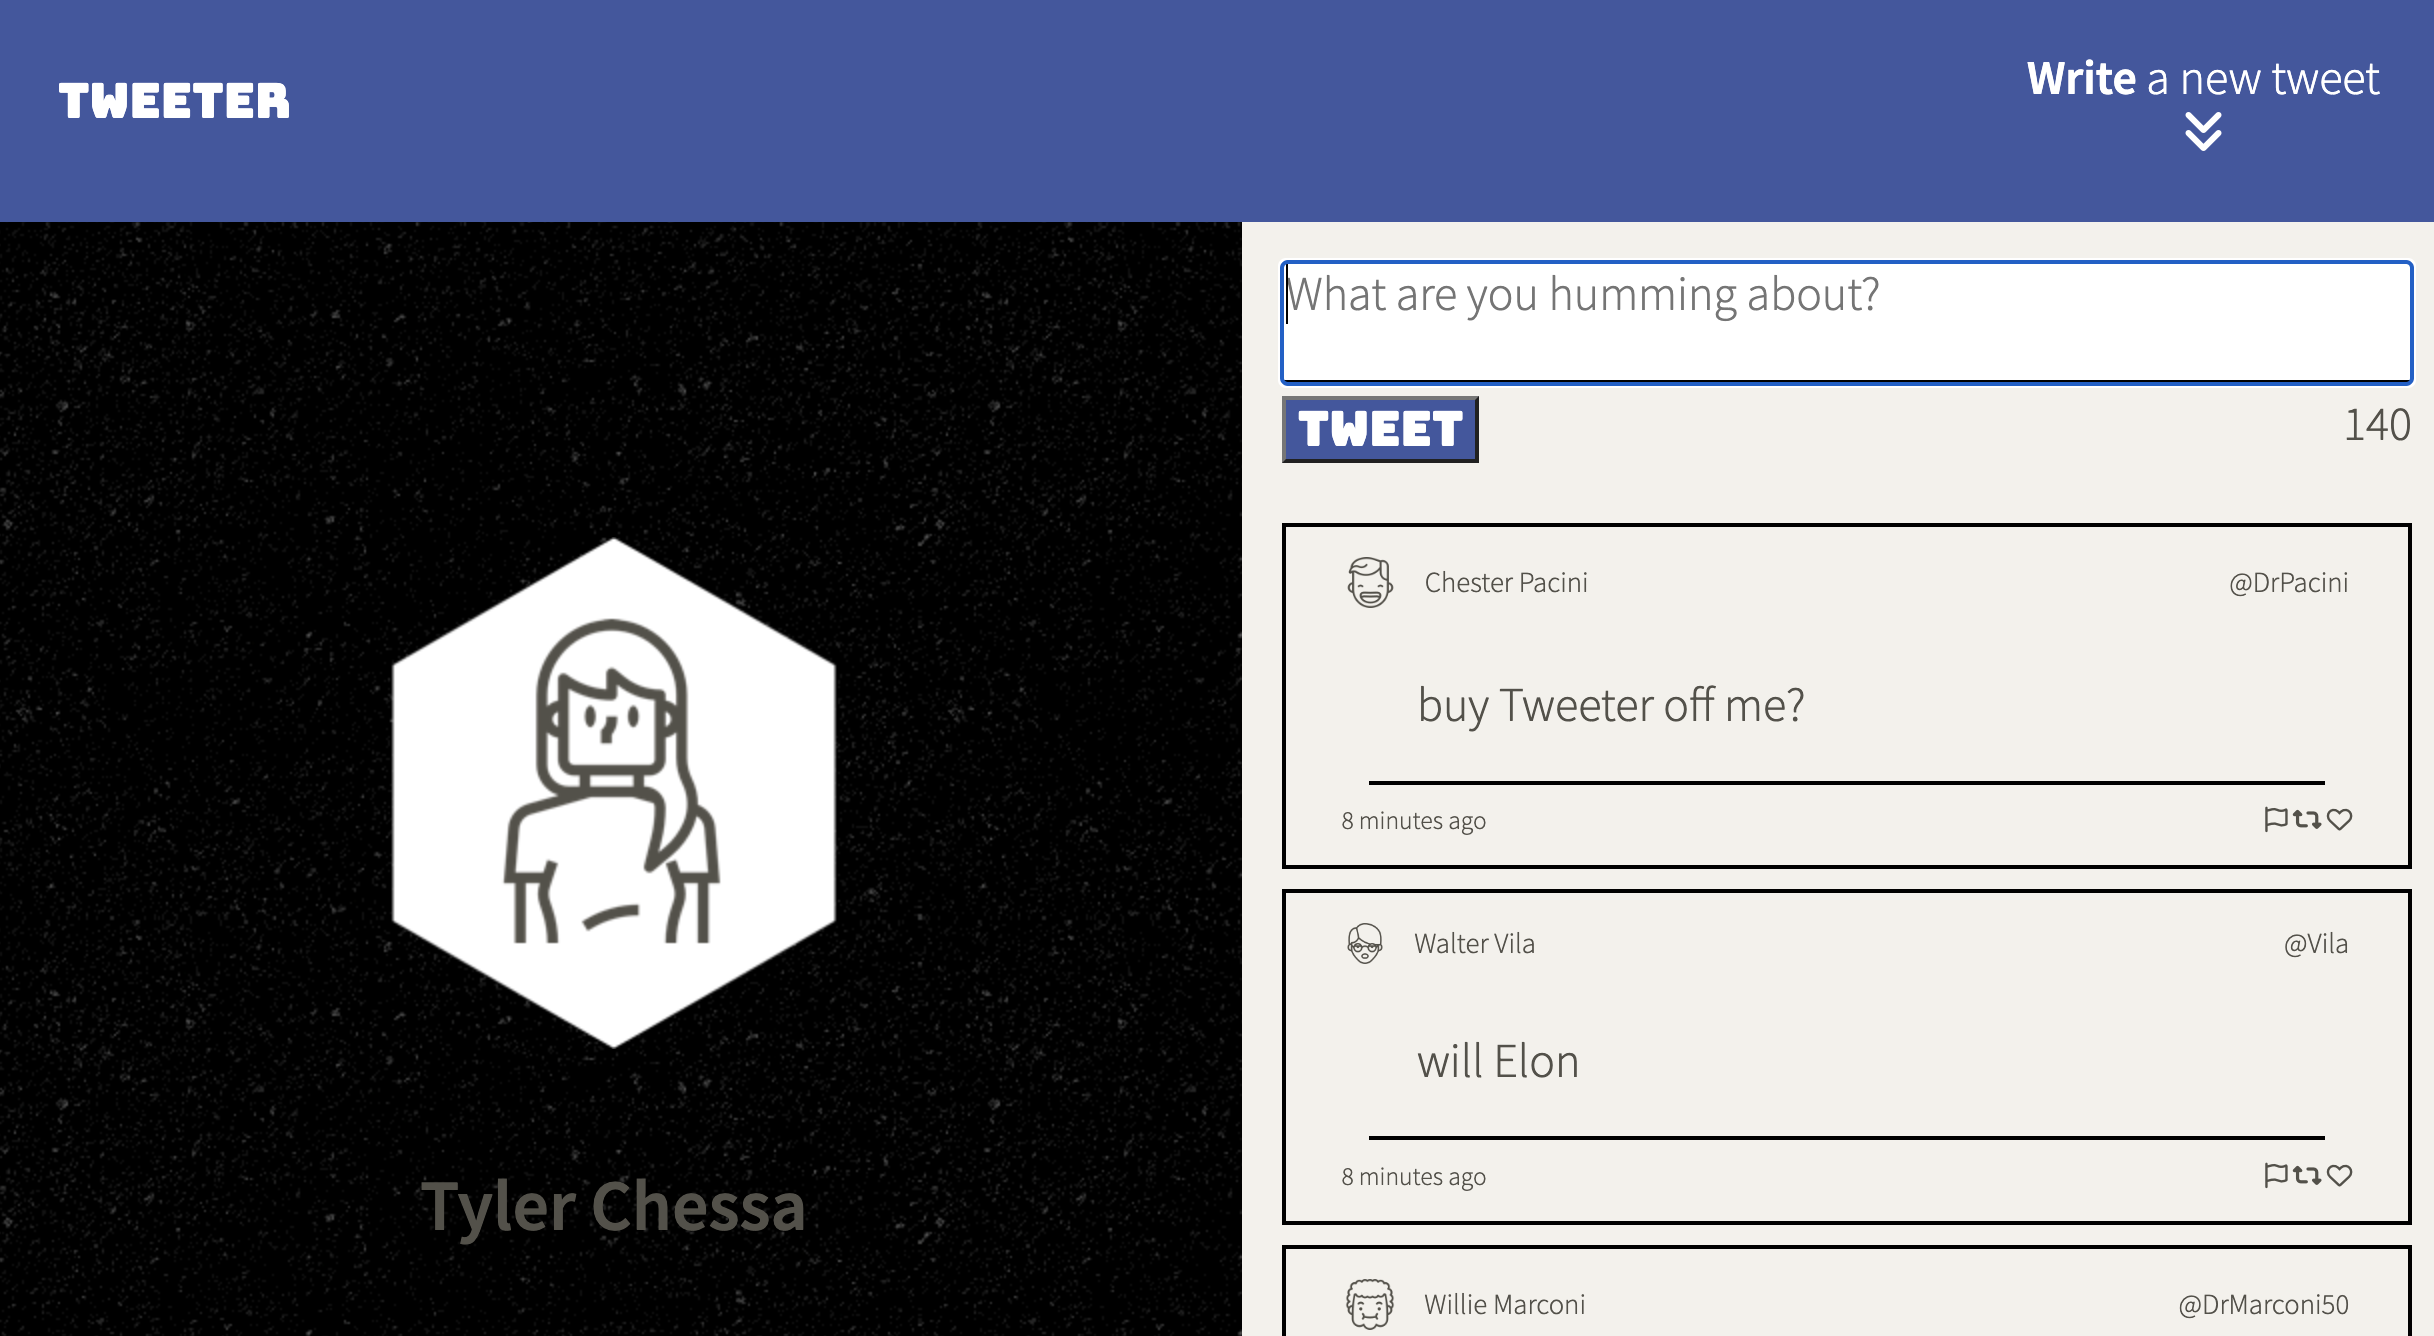 TWEETER
Write a new tweet
What are you humming about?
TWEET
140
Chester Pacini
@DrPacini
buy Tweeter off me?
8 minutes ago
Walter Vila
@Vila
will Elon
8 minutes ago
Willie Marconi
@DrMarconi50
Tyler Chessa